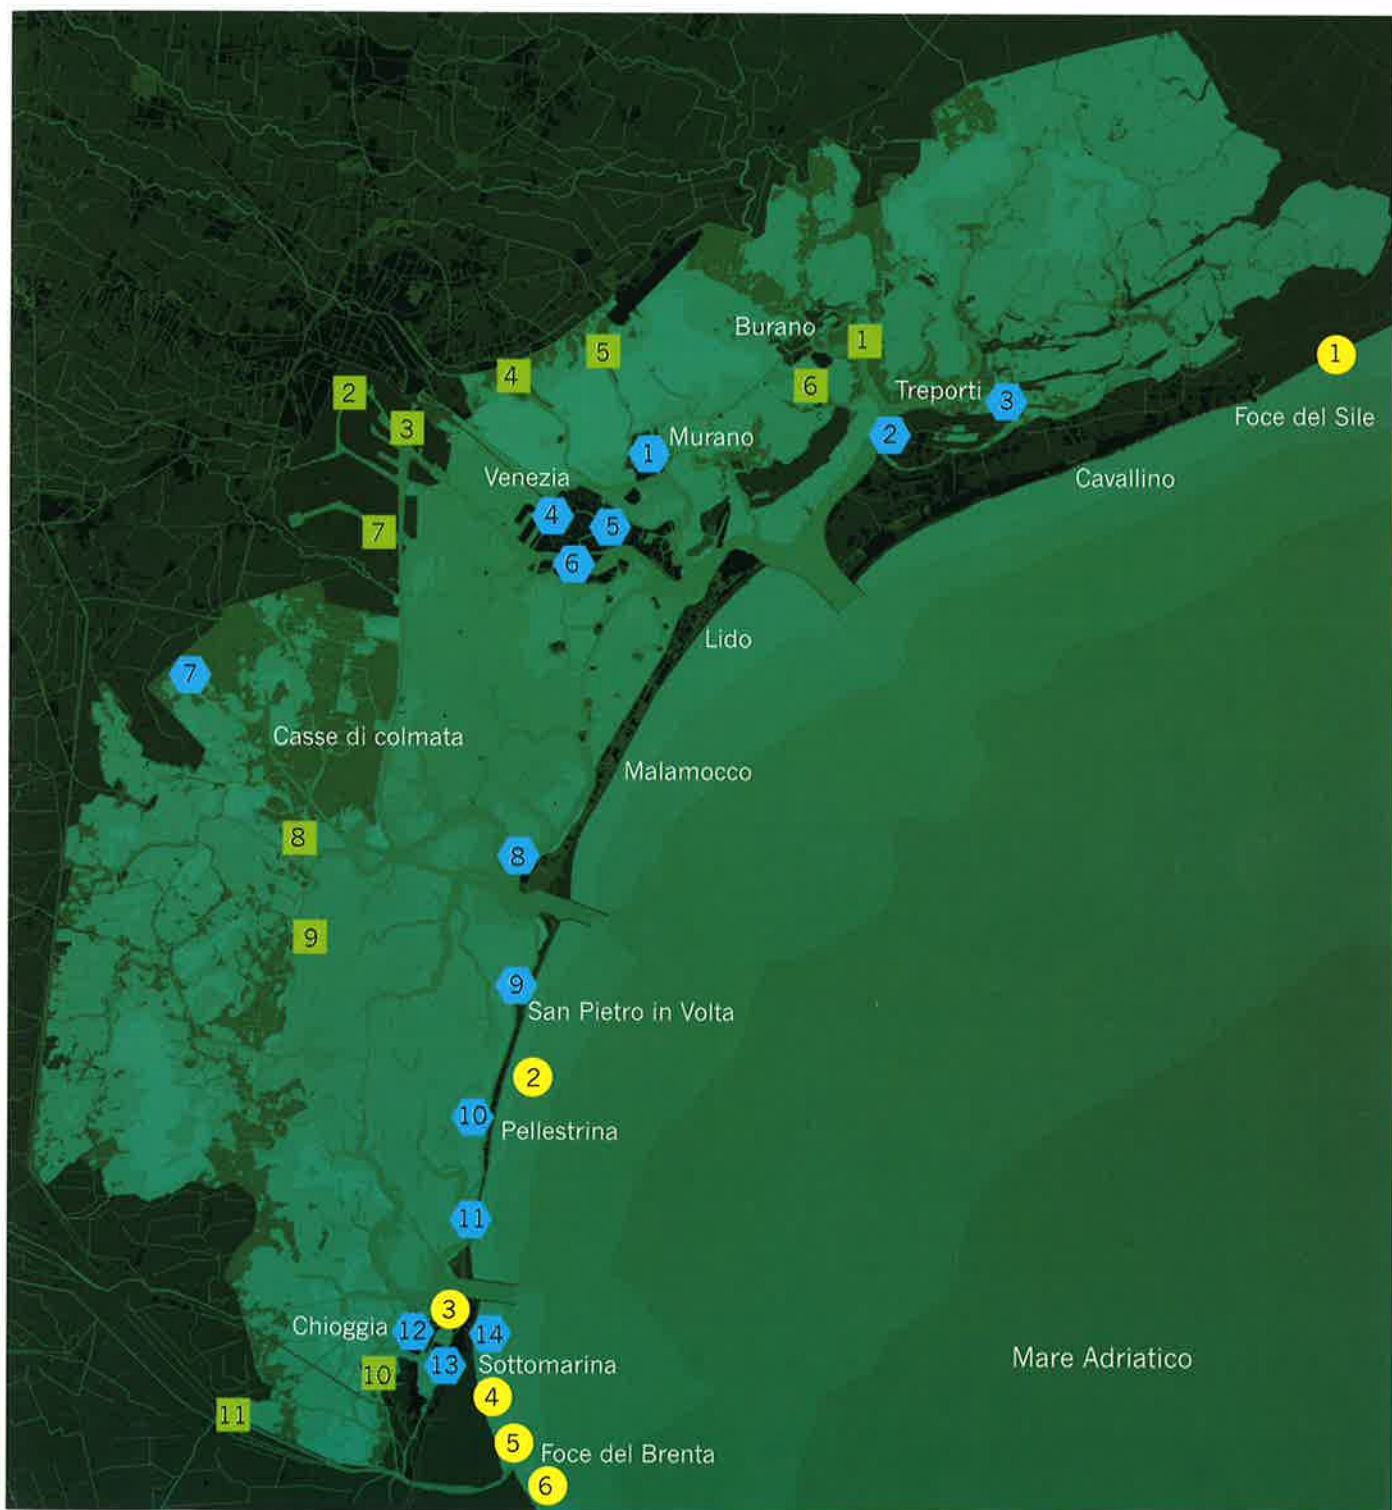 Burano
1
5
1
4
6
2
Treporti
3
3
Foce del Sile
2
Murano
1
Venezia
Cavallino
4
5
7
6
Lido
7
Casse di colmata
Malamocco
8
8
9
9
San Pietro in Volta
2
10
Pellestrina
11
3
Chioggia
12
14
Mare Adriatico
13
Sottomarina
10
4
11
5
Foce del Brenta
6